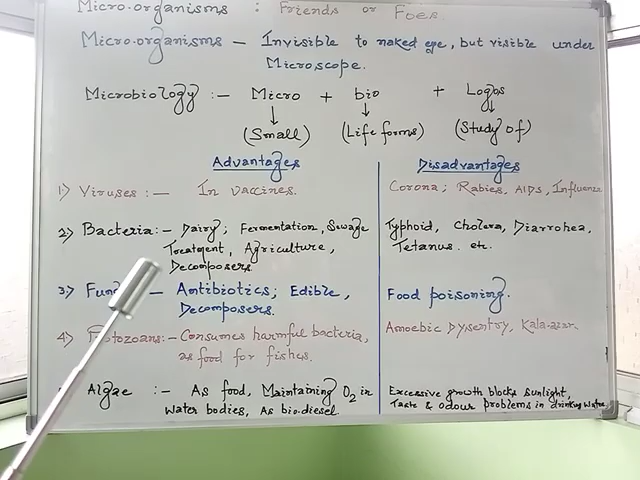 Micro.organisms : Friends or Foes.
Micro.organisms – Invisible to naked eye, but visible under
Microscope.
Microbiology :– Micro + bio + Logos
(Small) (Life forms) (Study of)
Advantages Disadvantages
1) Viruses :– In vaccines. Corona; Rabies, AIDS, Influenza
2) Bacteria :– Dairy; Fermentation, Sewage Typhoid, Cholera, Diarrohea,
Treatment, Agriculture, Tetanus. etc.
Decomposers
3) Fun – Antibiotics; Edible, Food poisoning.
Decomposers.
4) otozoans :– Consumes harmful bacteria, Amoebic Dysentry, Kala-azar.
as food for fishes.
Algae :– As food, Maintaining O2 in Excessive growth blocks sunlight,
Water bodies, As bio.diesel Taste & odour problems in drinking water